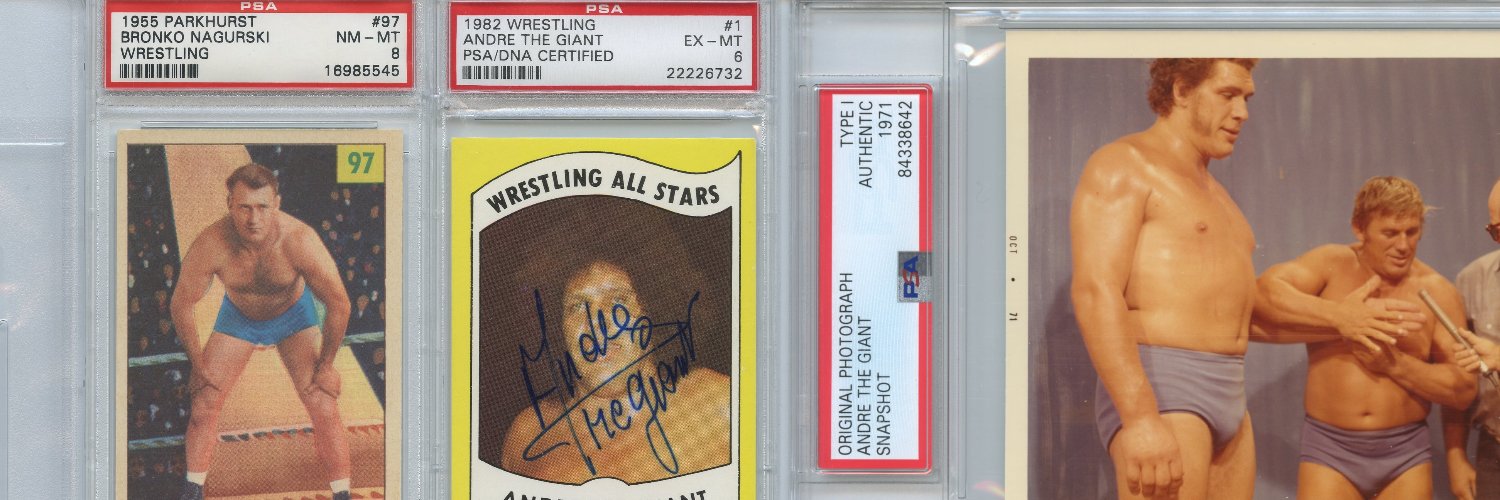 PSA
1955 PARKHURST #97
BRONKO NAGURSKI NM - MT
WRESTLING 8
16985545
97
PSA
1982 WRESTLING #1
ANDRE THE GIANT EX - MT
PSA/DNA CERTIFIED 6
22226732
WRESTLING ALL STARS
Andre
The Giant
TYPE I
AUTHENTIC
1971
84338642
PSA
ORIGINAL PHOTOGRAPH
ANDRE THE GIANT
SNAPSHOT
OCT • 71